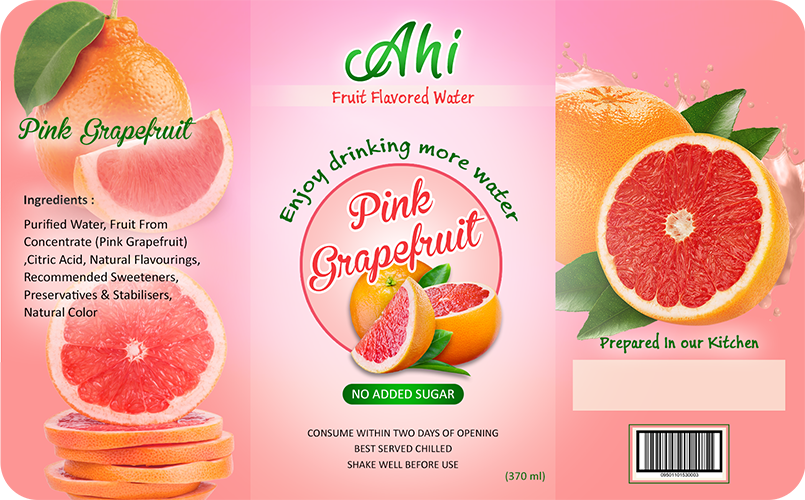 Pink Grapefruit
Ingredients :
Purified Water, Fruit From
Concentrate (Pink Grapefruit)
,Citric Acid, Natural Flavourings,
Recommended Sweeteners,
Preservatives & Stabilisers,
Natural Color
Ahi
Fruit Flavored Water
Enjoy drinking more water
Pink
Grapefruit
NO ADDED SUGAR
CONSUME WITHIN TWO DAYS OF OPENING
BEST SERVED CHILLED
SHAKE WELL BEFORE USE
(370 ml)
Prepared In our Kitchen
09501101530003